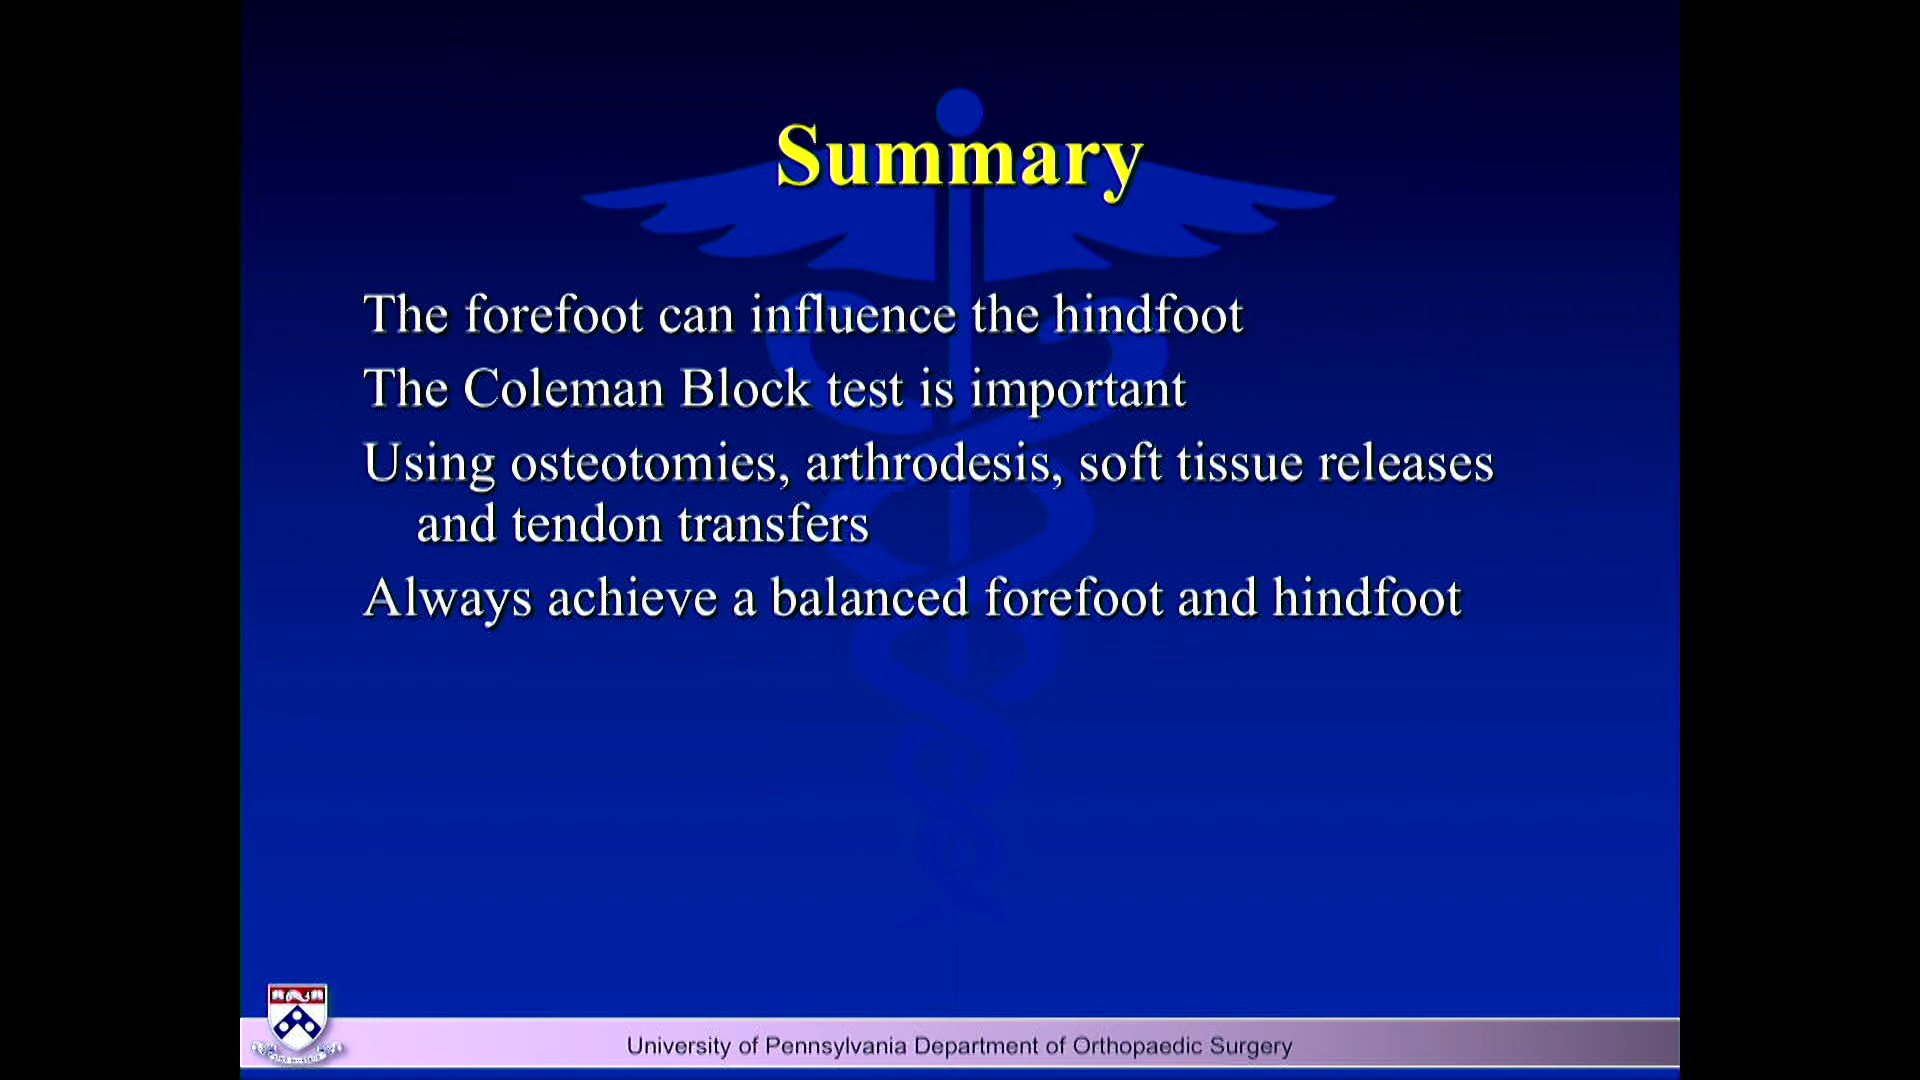 Summary
The forefoot can influence the hindfoot
The Coleman Block test is important
Using osteotomies, arthrodesis, soft tissue releases
and tendon transfers
Always achieve a balanced forefoot and hindfoot
University of Pennsylvania Department of Orthopaedic Surgery